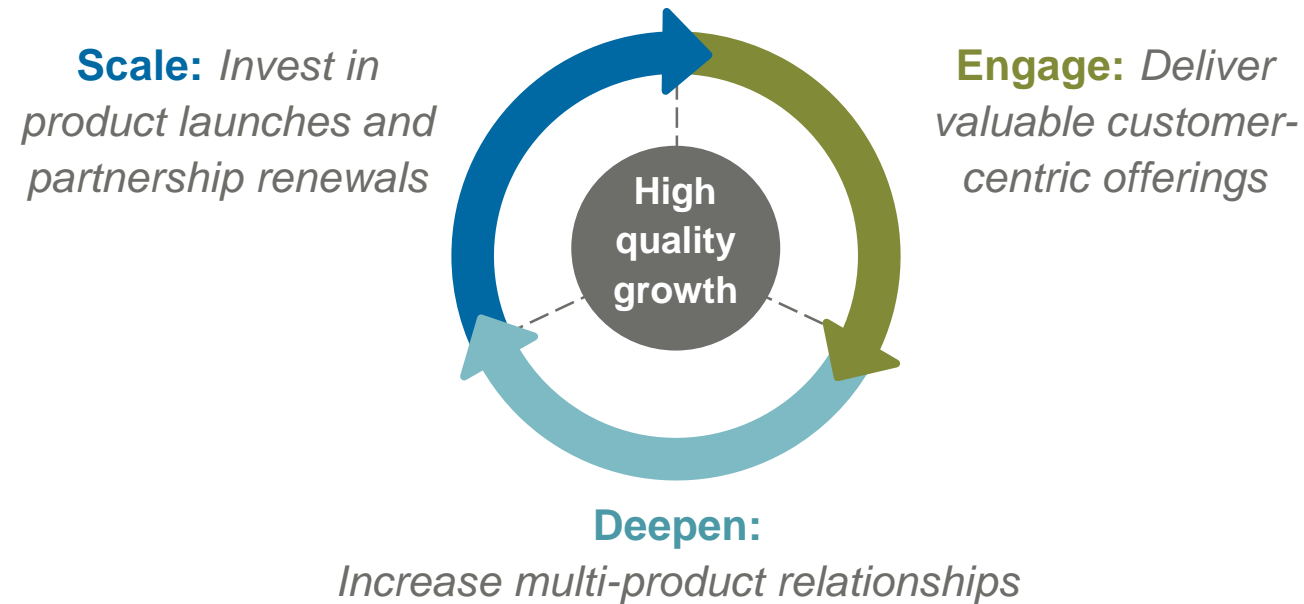 Scale: Invest in
product launches and
partnership renewals
Engage: Deliver
valuable customer-
centric offerings
High
quality
growth
Deepen:
Increase multi-product relationships